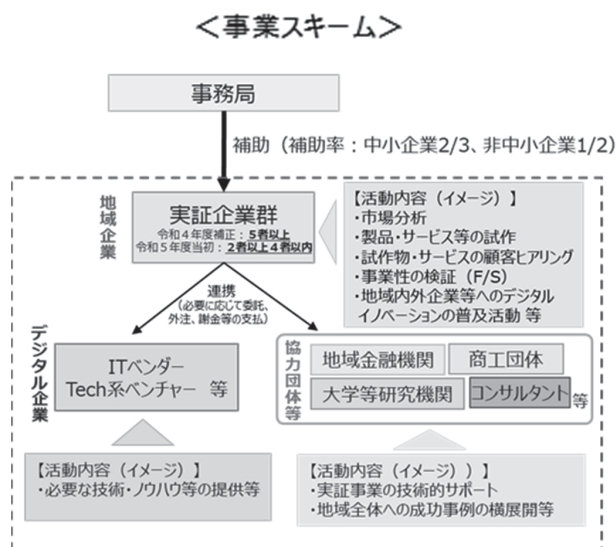 ＜事業スキーム＞
事務局
補助（補助率：中小企業2/3、非中小企業1/2）
地域企業
実証企業群
令和４年度補正：５者以上
令和５年度当初：２者以上４者以内
【活動内容（イメージ）】
・市場分析
・製品・サービス等の試作
・試作物・サービスの顧客ヒアリング
・事業性の検証（F/S）
・地域内外企業等へのデジタル
イノベーションの普及活動 等
連携
（必要に応じて委託、
外注、謝金等の支払）
デジタル企業
ITベンダー
Tech系ベンチャー 等
協力団体等
地域金融機関
商工団体
大学等研究機関
コンサルタント
等
【活動内容（イメージ）】
・必要な技術・ノウハウ等の提供等
【活動内容（イメージ））】
・実証事業の技術的サポート
・地域全体への成功事例の横展開等